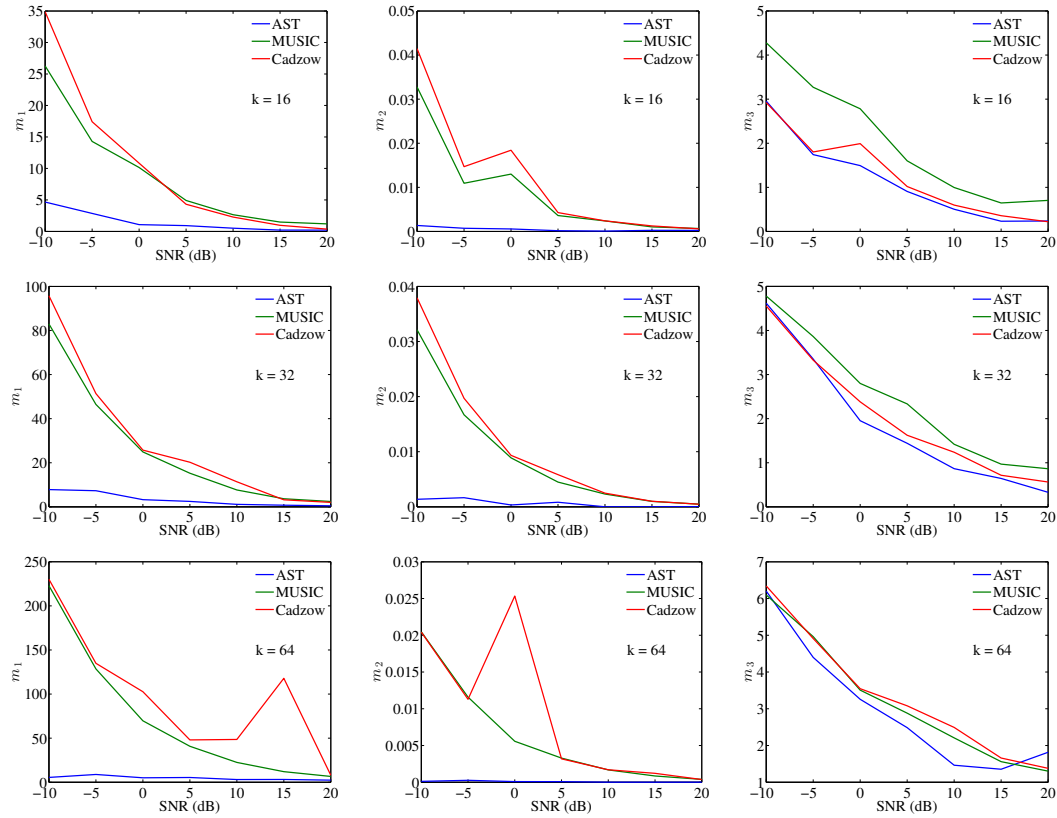 35
30
25
20
15
10
5
0
m₁
−10 −5 0 5 10 15 20
SNR (dB)
AST
MUSIC
Cadzow
k = 16
0.05
0.04
0.03
0.02
0.01
0
m₂
−10 −5 0 5 10 15 20
SNR (dB)
AST
MUSIC
Cadzow
k = 16
5
4
3
2
1
0
m₃
−10 −5 0 5 10 15 20
SNR (dB)
AST
MUSIC
Cadzow
k = 16
100
80
60
40
20
0
m₁
−10 −5 0 5 10 15 20
SNR (dB)
AST
MUSIC
Cadzow
k = 32
0.04
0.03
0.02
0.01
0
m₂
−10 −5 0 5 10 15 20
SNR (dB)
AST
MUSIC
Cadzow
k = 32
5
4
3
2
1
0
m₃
−10 −5 0 5 10 15 20
SNR (dB)
AST
MUSIC
Cadzow
k = 32
250
200
150
100
50
0
m₁
−10 −5 0 5 10 15 20
SNR (dB)
AST
MUSIC
Cadzow
k = 64
0.03
0.025
0.02
0.015
0.01
0.005
0
m₂
−10 −5 0 5 10 15 20
SNR (dB)
AST
MUSIC
Cadzow
k = 64
7
6
5
4
3
2
1
m₃
−10 −5 0 5 10 15 20
SNR (dB)
AST
MUSIC
Cadzow
k = 64